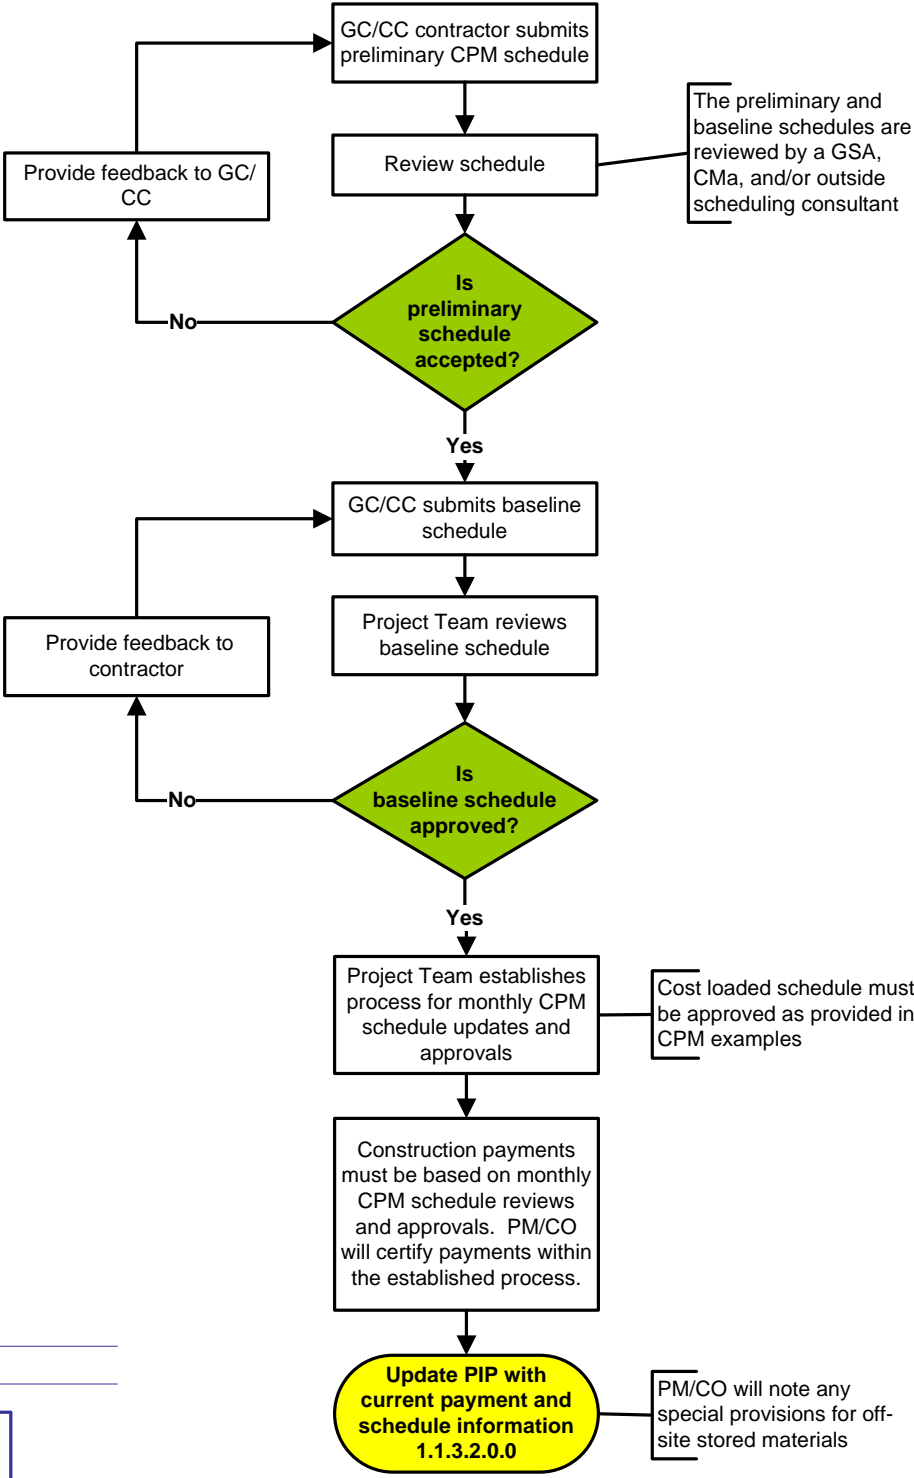 GC/CC contractor submits
preliminary CPM schedule
The preliminary and
baseline schedules are
reviewed by a GSA,
CMa, and/or outside
scheduling consultant
Review schedule
Provide feedback to GC/
CC
Is
preliminary
schedule
accepted?
No
Yes
GC/CC submits baseline
schedule
Project Team reviews
baseline schedule
Provide feedback to
contractor
Is
baseline schedule
approved?
No
Yes
Project Team establishes
process for monthly CPM
schedule updates and
approvals
Cost loaded schedule must
be approved as provided in
CPM examples
Construction payments
must be based on monthly
CPM schedule reviews
and approvals.  PM/CO
will certify payments within
the established process.
Update PIP with
current payment and
schedule information
1.1.3.2.0.0
PM/CO will note any
special provisions for off-
site stored materials